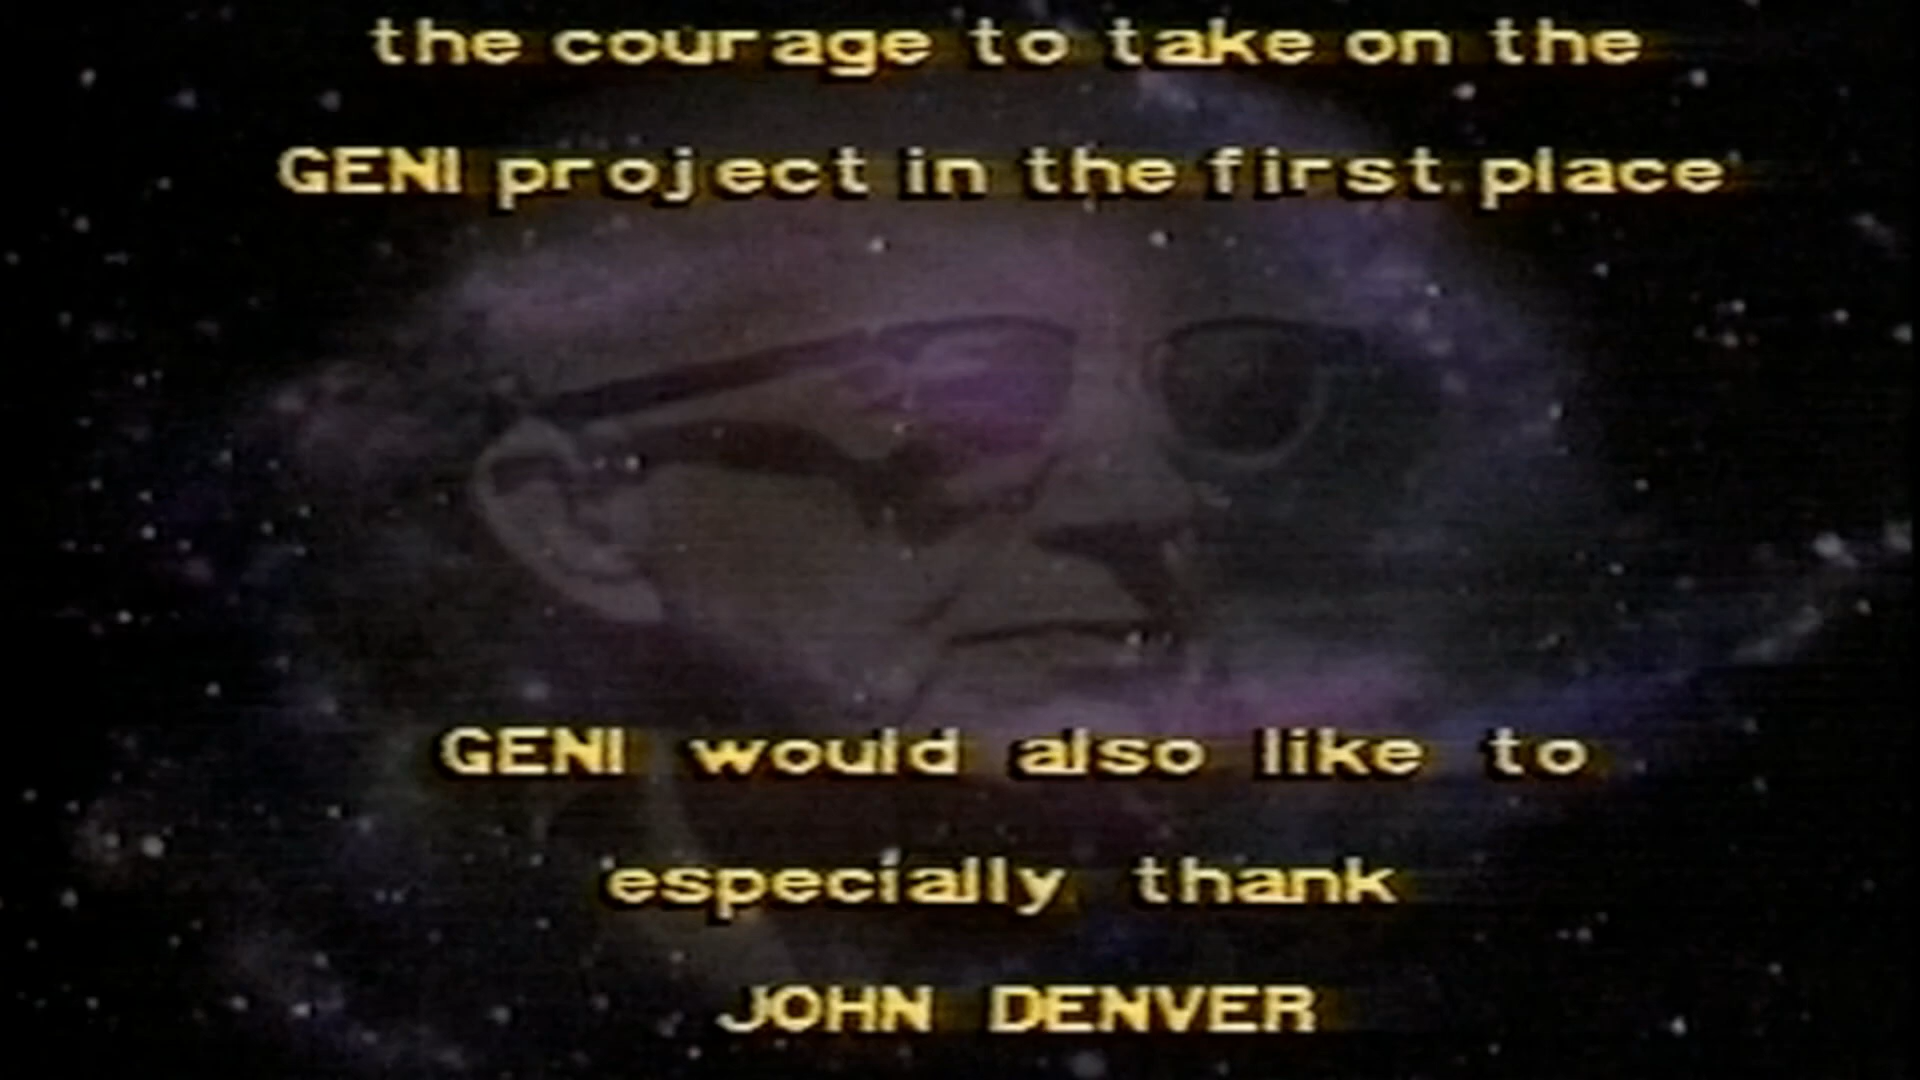 the courage to take on the
GENI project in the first place
GENI would also like to
especially thank
JOHN DENVER